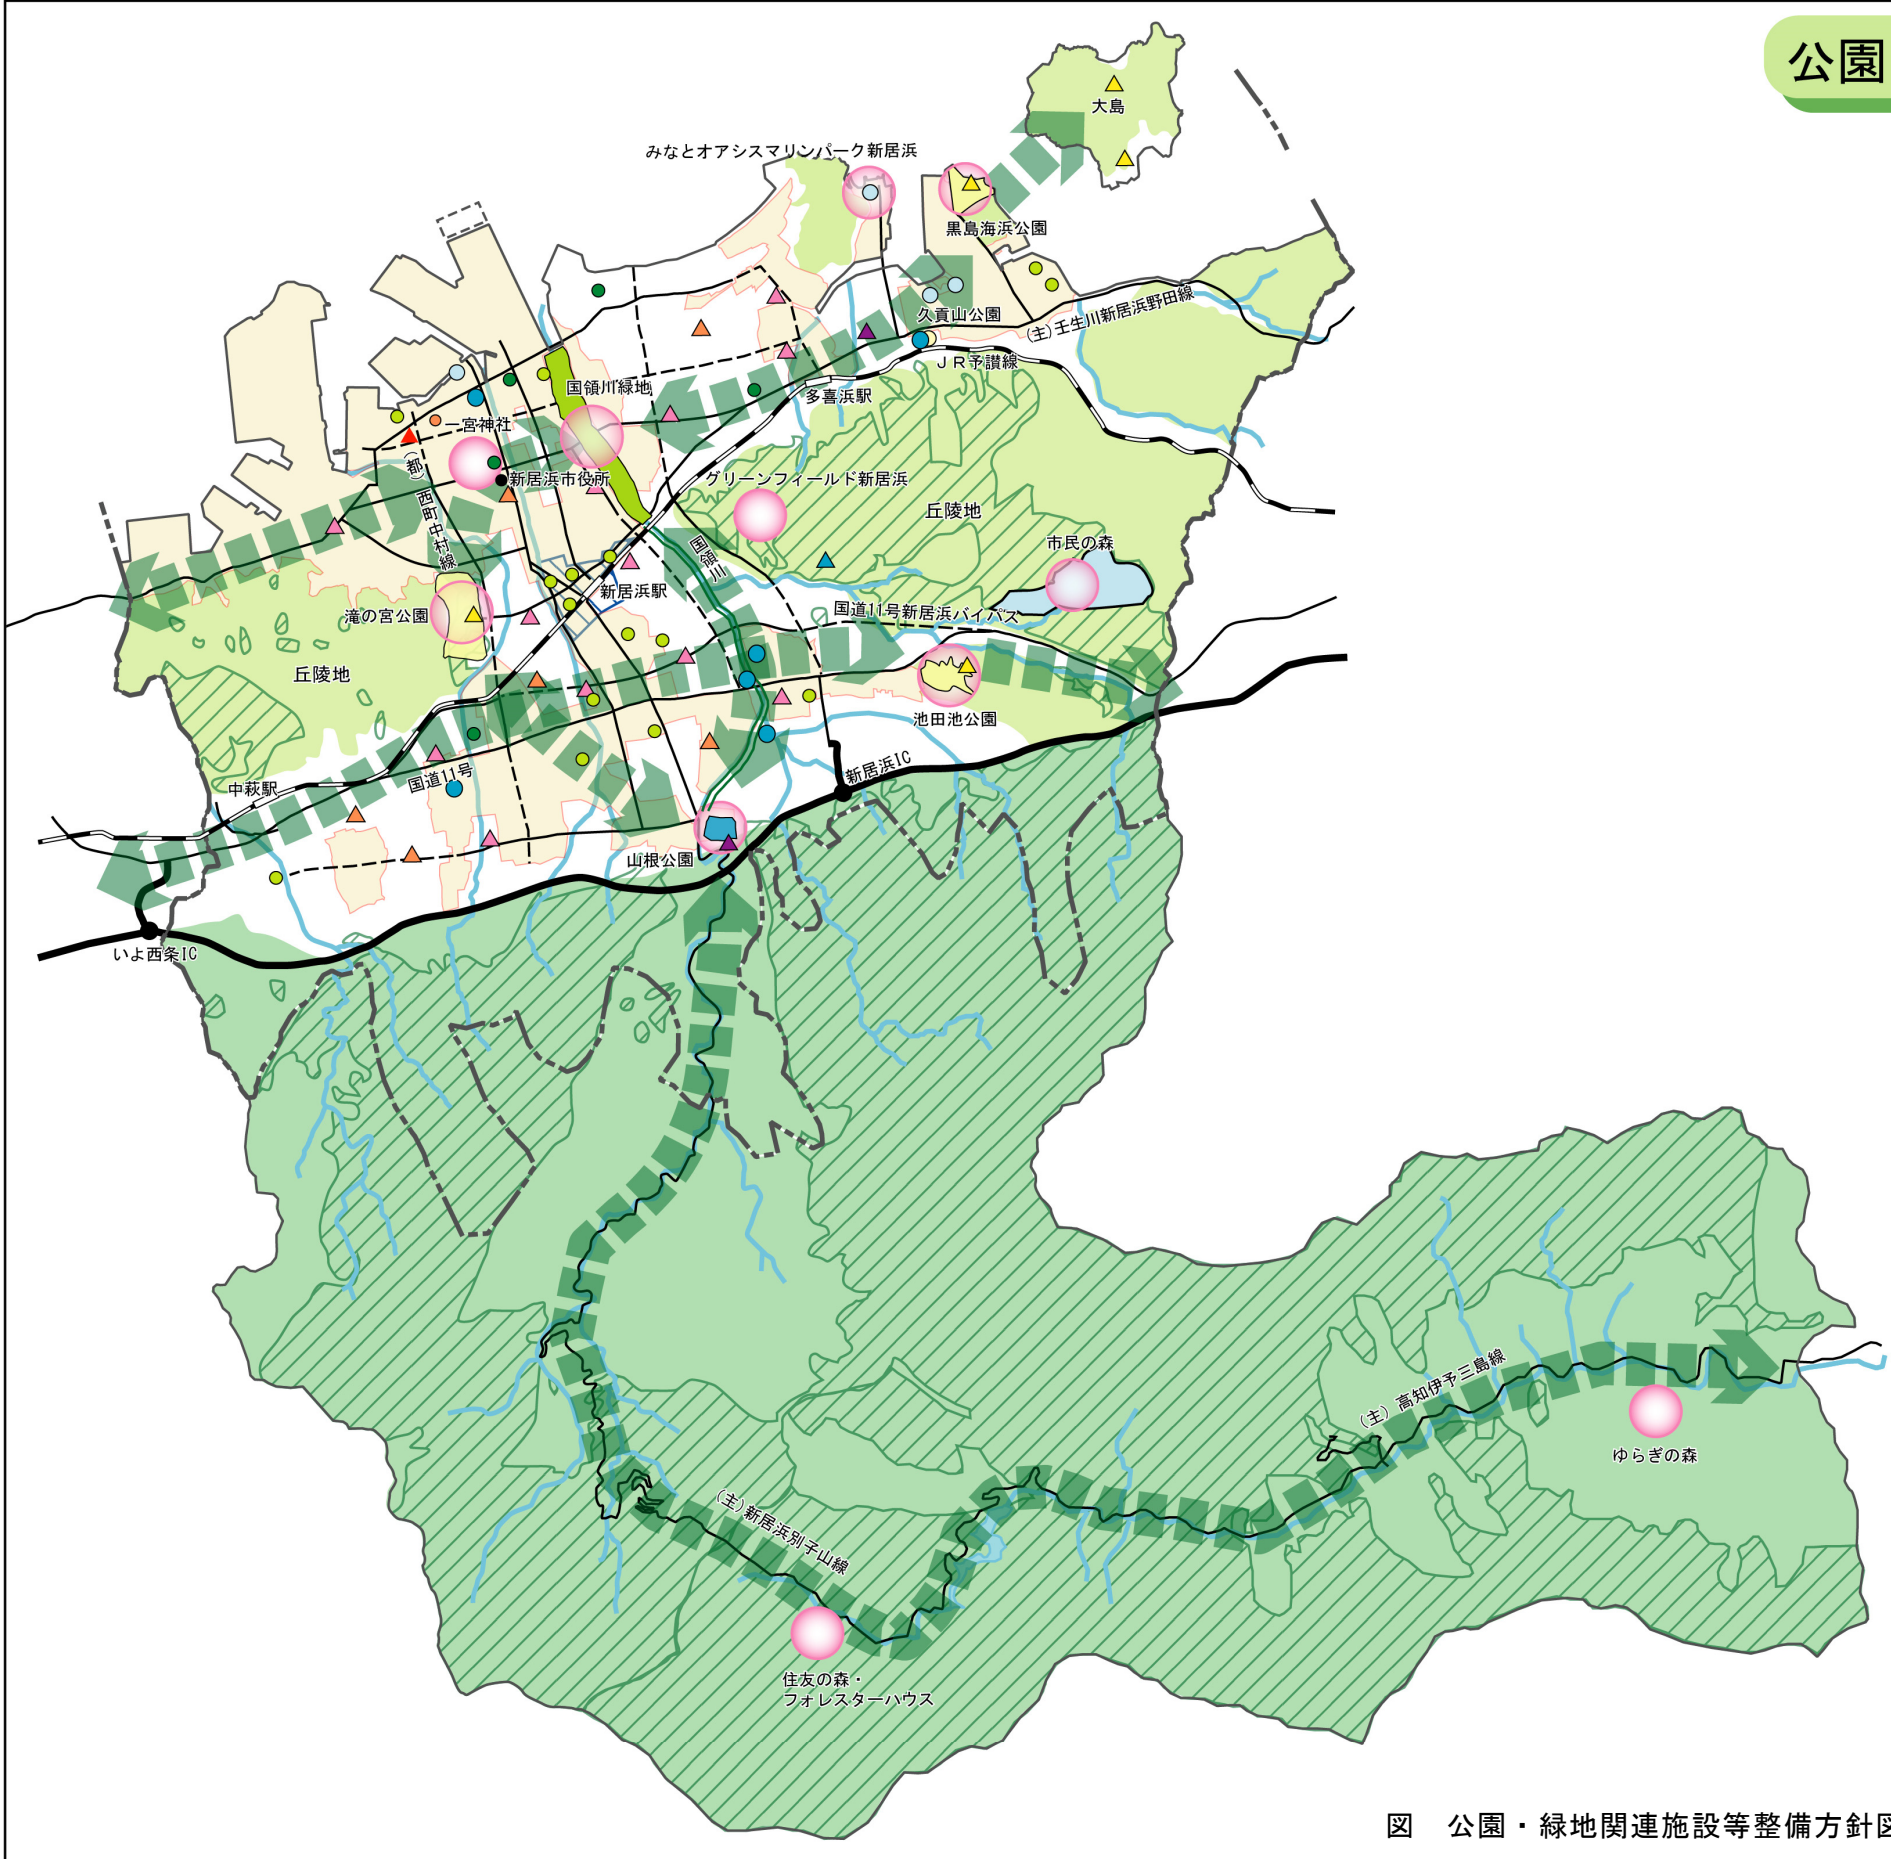 公園
大島
みなとオアシスマリンパーク新居浜
黒島海浜公園
久貢山公園
(主)壬生川新居浜野田線
JR予讃線
国領川緑地
多喜浜駅
一宮神社
新居浜市役所
グリーンフィールド新居浜
(都)西町中村線
丘陵地
国領川
市民の森
新居浜駅
国道11号新居浜バイパス
滝の宮公園
丘陵地
池田池公園
新居浜IC
国道11号
中萩駅
山根公園
いよ西条IC
(主)高知伊予三島線
ゆらぎの森
(主)新居浜別子山線
住友の森・
フォレスターハウス
図 公園・緑地関連施設等整備方針図